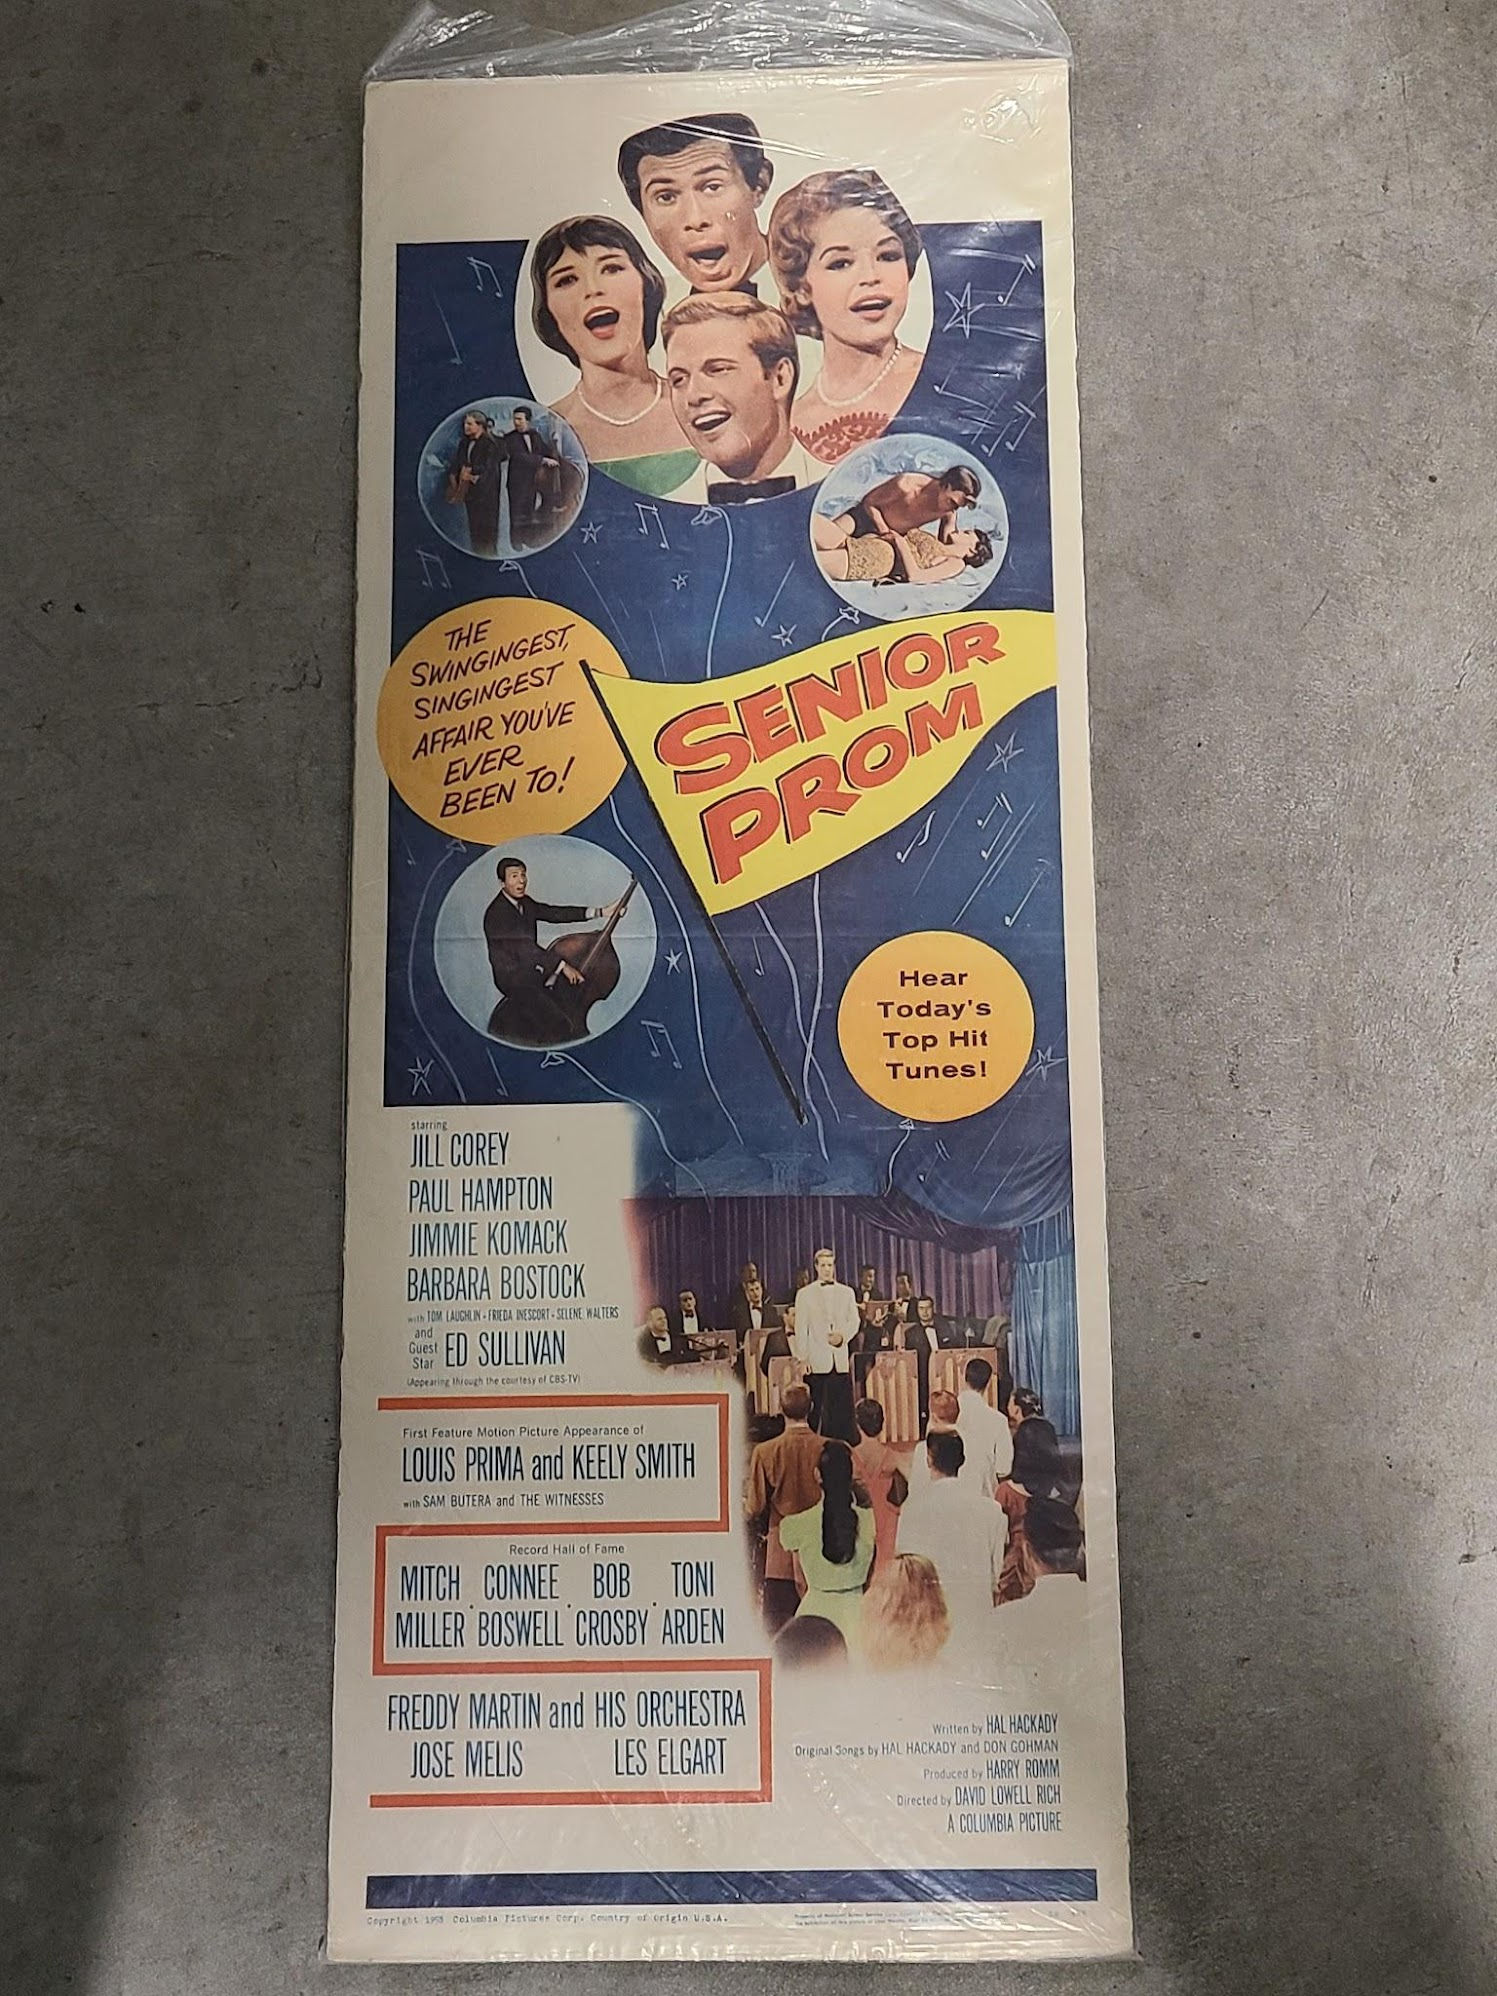 THE
SWINGINGEST,
SINGINGEST
AFFAIR YOU'VE
EVER
BEEN TO!
SENIOR
PROM
Hear
Today's
Top Hit
Tunes!
starring
JILL COREY
PAUL HAMPTON
JIMMIE KOMACK
BARBARA BOSTOCK
with TOM LAUGHLIN - FRIEDA INESCORT - SELENE WALTERS
and Guest Star ED SULLIVAN
(Appearing through the courtesy of CBS-TV)
First Feature Motion Picture Appearance of
LOUIS PRIMA and KEELY SMITH
with SAM BUTERA and THE WITNESSES
Record Hall of Fame
MITCH . CONNEE . BOB . TONI
MILLER BOSWELL CROSBY ARDEN
FREDDY MARTIN and HIS ORCHESTRA
JOSE MELIS LES ELGART
Written by HAL HACKADY
Original Songs by HAL HACKADY and DON GOHMAN
Produced by HARRY ROMM
Directed by DAVID LOWELL RICH
A COLUMBIA PICTURE
Copyright 1958 Columbia Pictures Corp. Country of Origin U.S.A.